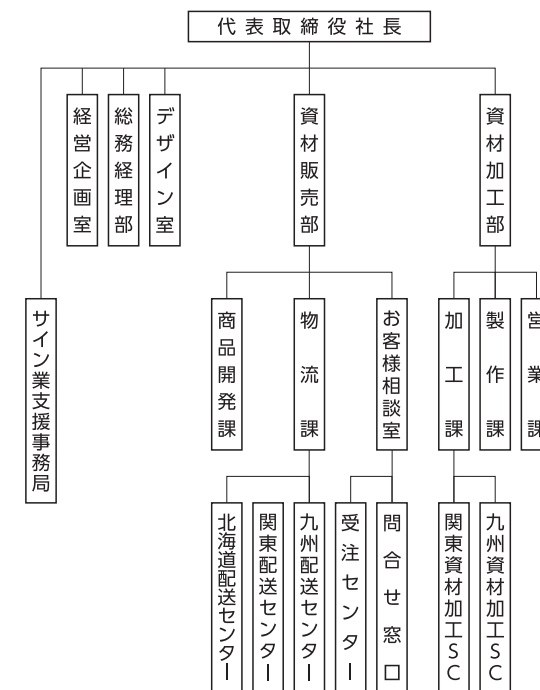 代表取締役社長
経営企画室
総務経理部
デザイン室
資材販売部
資材加工部
サイン業支援事務局
商品開発課
物流課
お客様相談室
加工課
製作課
営業課
北海道配送センター
関東配送センター
九州配送センター
受注センター
問合せ窓口
関東資材加工SC
九州資材加工SC